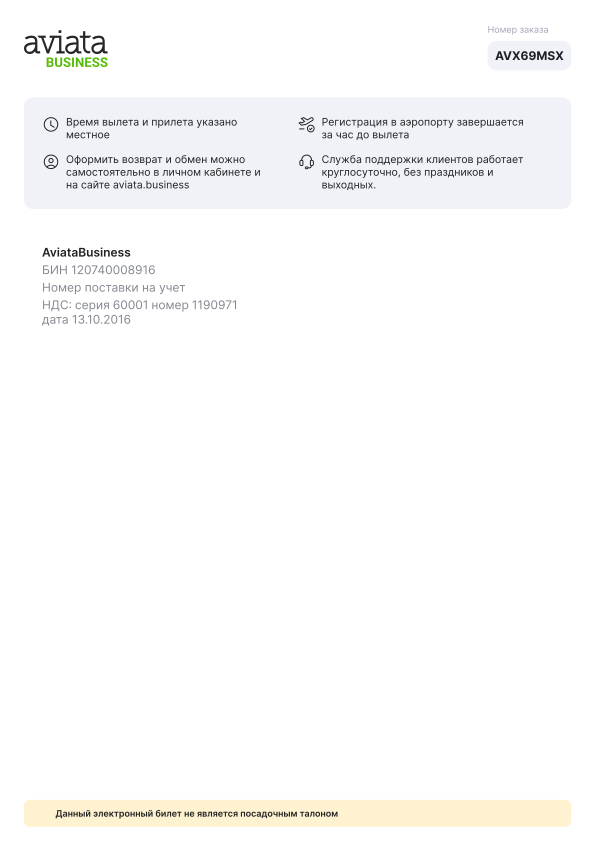 aviata
BUSINESS
Номер заказа
AVX69MSX
Время вылета и прилета указано
местное
Оформить возврат и обмен можно
самостоятельно в личном кабинете и
на сайте aviata.business
Регистрация в аэропорту завершается
за час до вылета
Служба поддержки клиентов работает
круглосуточно, без праздников и
выходных.
AviataBusiness
БИН 120740008916
Номер поставки на учет
НДС: серия 60001 номер 1190971
дата 13.10.2016
Данный электронный билет не является посадочным талоном